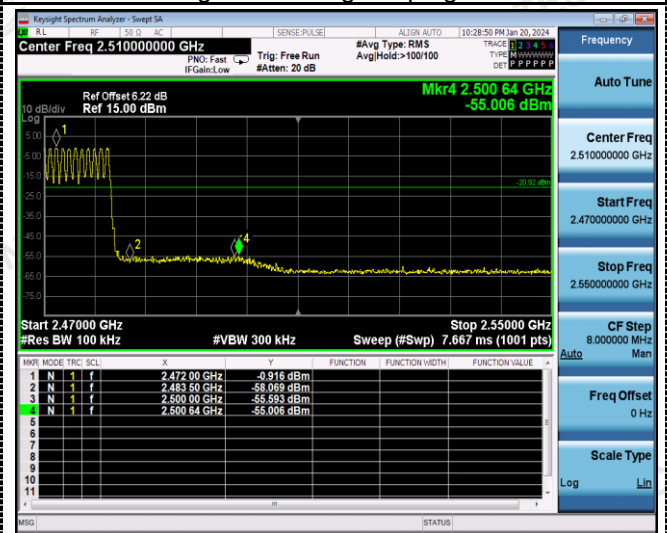 Keysight Spectrum Analyzer - Swept SA
RL RF 50 Ω AC SENSE:PULSE ALIGN AUTO 10:28:50 PM Jan 20, 2024
Center Freq 2.510000000 GHz
PNO: Fast
IFGain:Low
Trig: Free Run
#Atten: 20 dB
#Avg Type: RMS
Avg|Hold:>100/100
TRACE 1 2 3 4 5 6
TYPE M WWWWW
DET P P P P P P
Ref Offset 6.22 dB
10 dB/div Ref 15.00 dBm
Log
Mkr4 2.500 64 GHz
-55.006 dBm
5.00
-5.00
-15.0
-25.0
-35.0
-45.0
-55.0
-65.0
-75.0
1
2
4
-20.92 dBm
Start 2.47000 GHz Stop 2.55000 GHz
#Res BW 100 kHz #VBW 300 kHz Sweep (#Swp) 7.667 ms (1001 pts)
MKR MODE TRC SCL X Y FUNCTION FUNCTION WIDTH FUNCTION VALUE
1 N 1 f 2.472 00 GHz -0.916 dBm
2 N 1 f 2.483 50 GHz -58.069 dBm
3 N 1 f 2.500 00 GHz -55.593 dBm
4 N 1 f 2.500 64 GHz -55.006 dBm
5
6
7
8
9
10
11
MSG STATUS
Frequency
Auto Tune
Center Freq
2.510000000 GHz
Start Freq
2.470000000 GHz
Stop Freq
2.550000000 GHz
CF Step
8.000000 MHz
Auto Man
Freq Offset
0 Hz
Scale Type
Log Lin